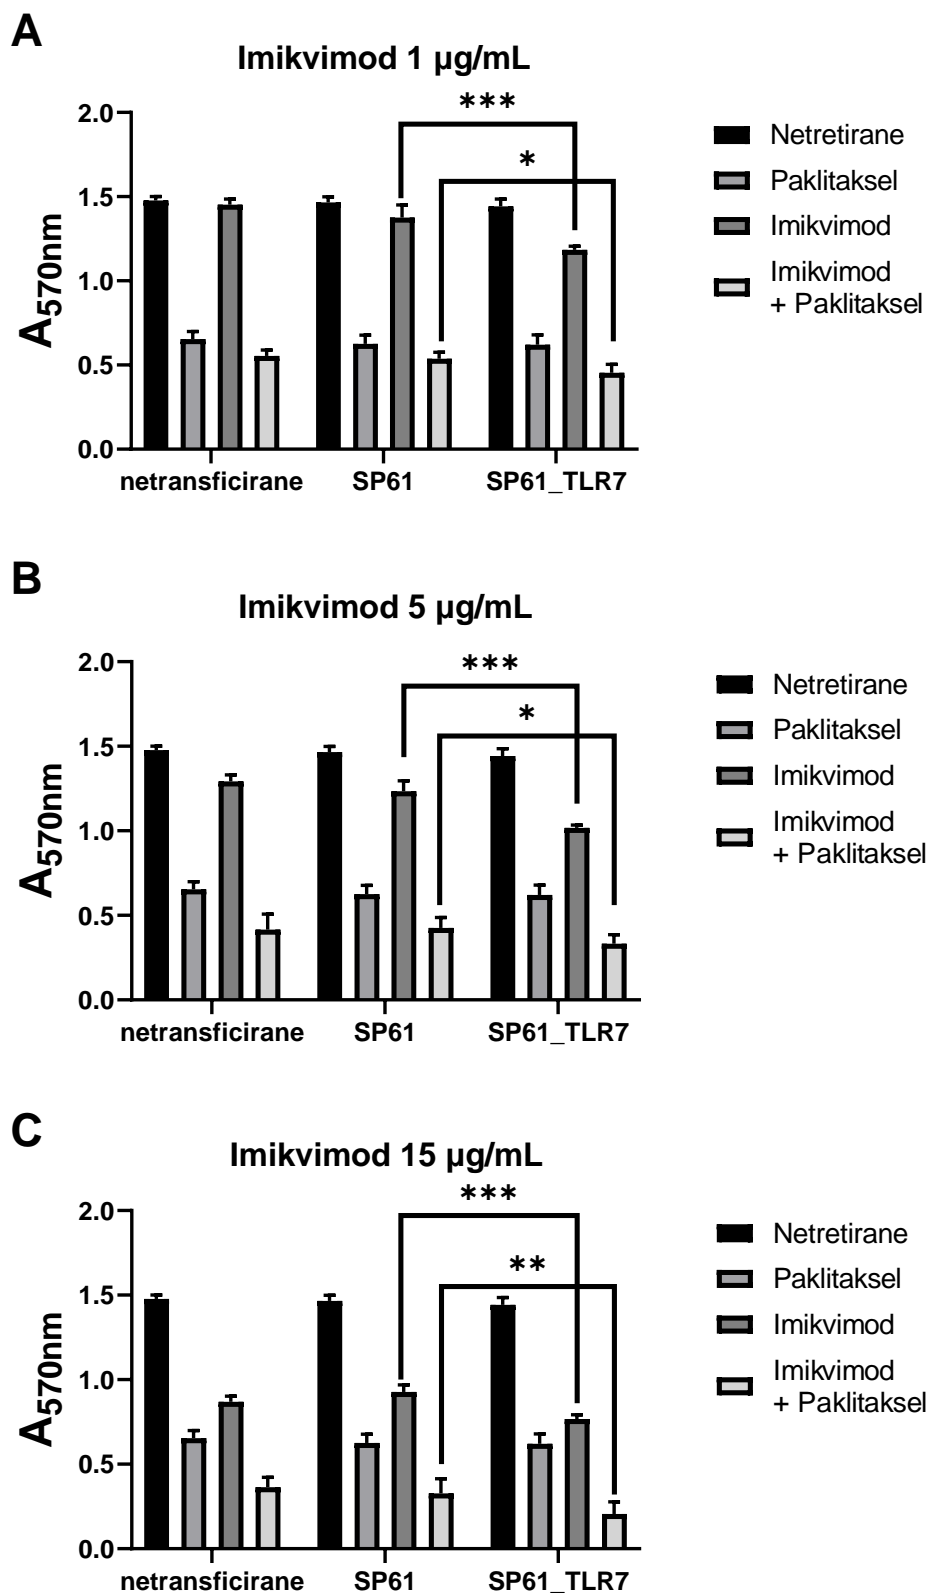 A
Imikvimod 1 µg/mL
***
*
2.0
1.5
1.0
0.5
0.0
A570nm
netransficirane
SP61
SP61_TLR7
Netretirane
Paklitaksel
Imikvimod
Imikvimod
+ Paklitaksel
B
Imikvimod 5 µg/mL
***
*
2.0
1.5
1.0
0.5
0.0
A570nm
netransficirane
SP61
SP61_TLR7
Netretirane
Paklitaksel
Imikvimod
Imikvimod
+ Paklitaksel
C
Imikvimod 15 µg/mL
***
**
2.0
1.5
1.0
0.5
0.0
A570nm
netransficirane
SP61
SP61_TLR7
Netretirane
Paklitaksel
Imikvimod
Imikvimod
+ Paklitaksel